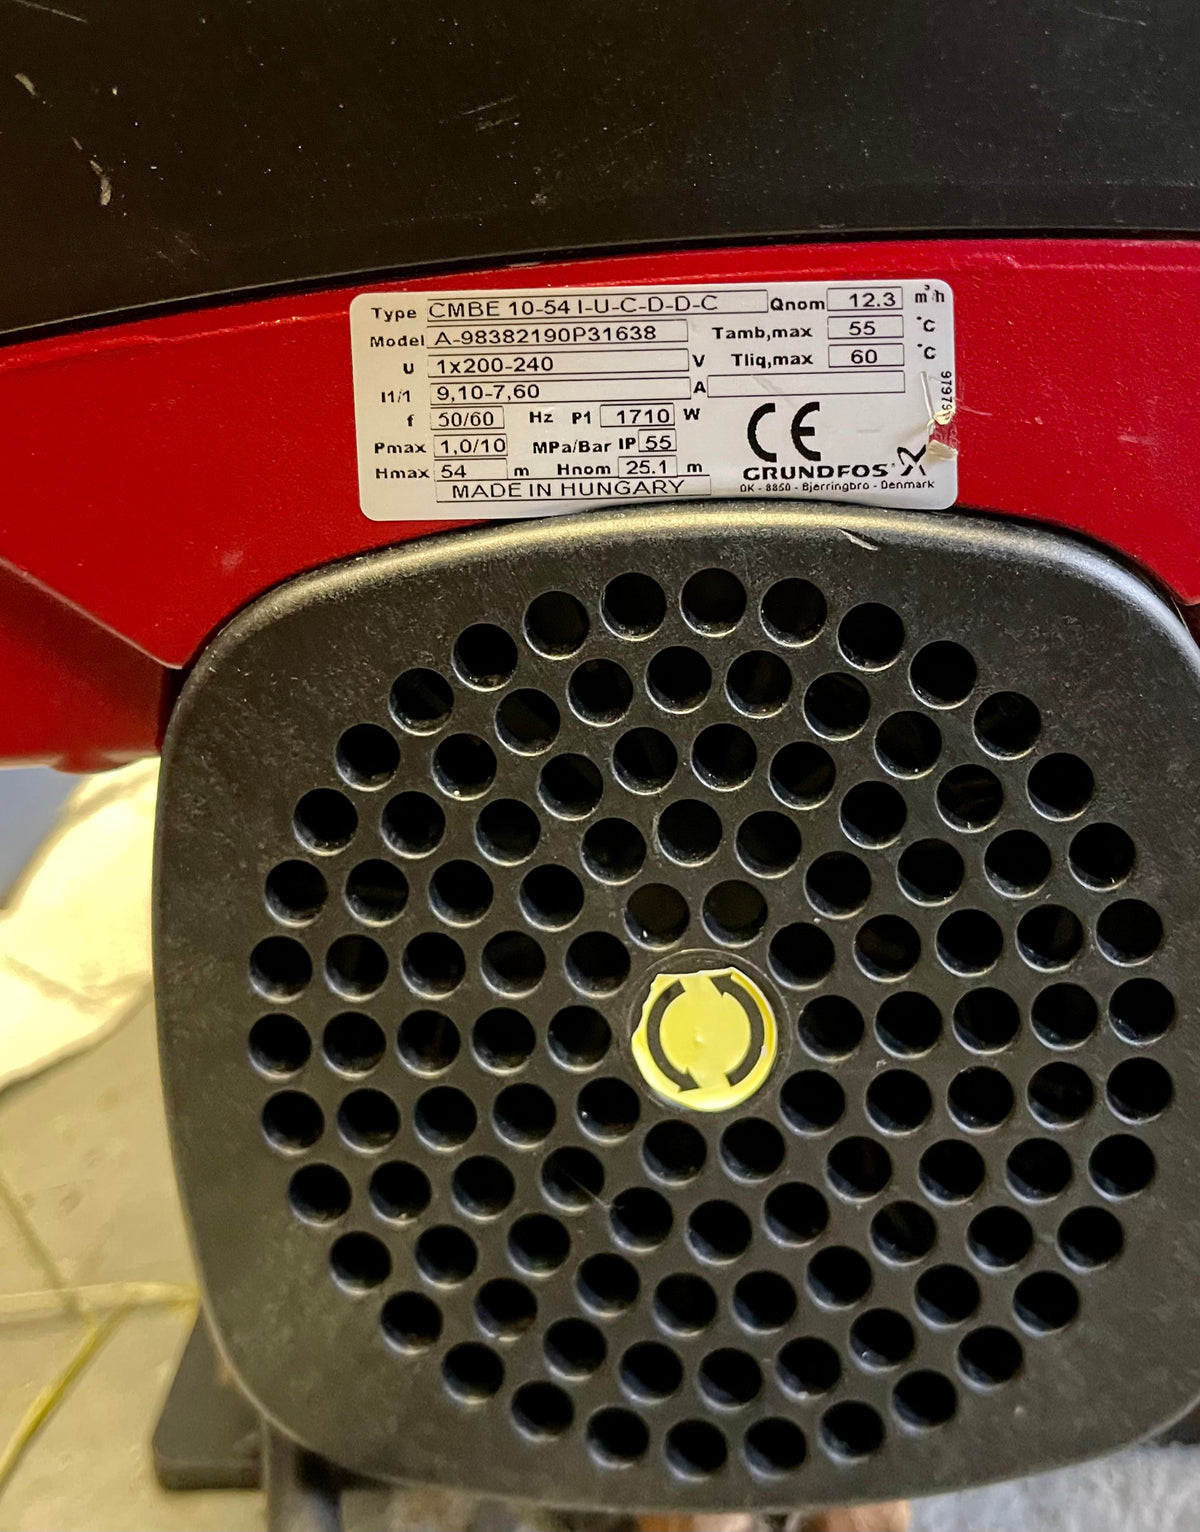 Type CMBE 10-54 I-U-C-D-D-C Qnom 12.3 m³/h
Model A-98382190P31638 Tamb,max 55 °C
U 1x200-240 V Tliq,max 60 °C
I1/1 9,10-7,60 A
f 50/60 Hz P1 1710 W
Pmax 1,0/10 MPa/Bar IP 55
Hmax 54 m Hnom 25.1 m
MADE IN HUNGARY
CE
GRUNDFOS
DK - 8850 - Bjerringbro - Denmark